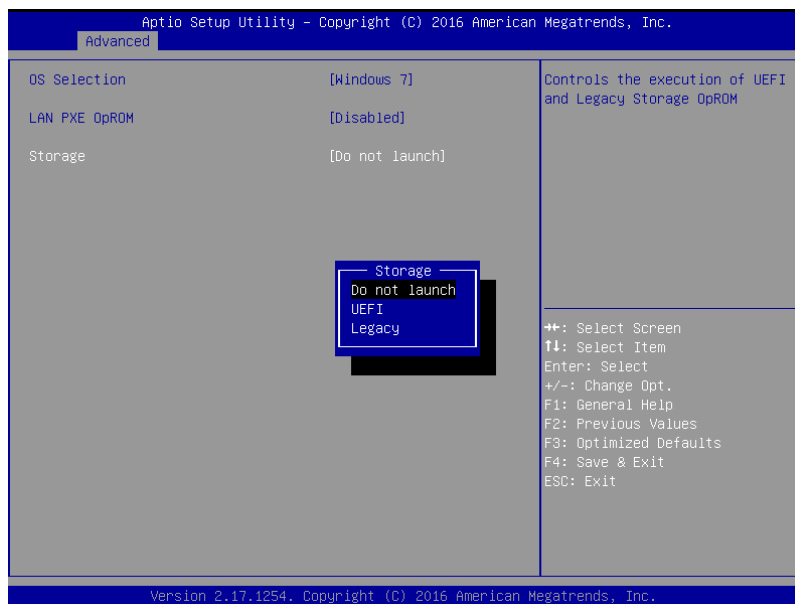 Aptio Setup Utility – Copyright (C) 2016 American Megatrends, Inc.
Advanced
OS Selection [Windows 7]
LAN PXE OpROM [Disabled]
Storage [Do not launch]
Controls the execution of UEFI
and Legacy Storage OpROM
Storage
Do not launch
UEFI
Legacy
→←: Select Screen
↑↓: Select Item
Enter: Select
+/-: Change Opt.
F1: General Help
F2: Previous Values
F3: Optimized Defaults
F4: Save & Exit
ESC: Exit
Version 2.17.1254. Copyright (C) 2016 American Megatrends, Inc.